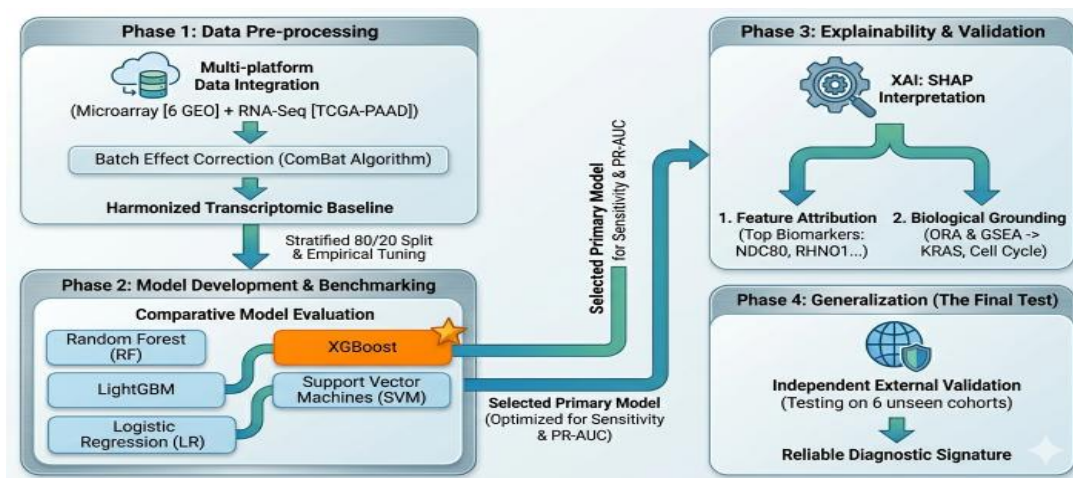 Phase 1: Data Pre-processing
Multi-platform
Data Integration
(Microarray [6 GEO] + RNA-Seq [TCGA-PAAD])
Batch Effect Correction (ComBat Algorithm)
Harmonized Transcriptomic Baseline
Stratified 80/20 Split
& Empirical Tuning
Phase 2: Model Development & Benchmarking
Comparative Model Evaluation
Random Forest
(RF)
XGBoost
LightGBM
Support Vector
Machines (SVM)
Logistic
Regression (LR)
Selected Primary Model
(Optimized for Sensitivity
& PR-AUC)
Selected Primary Model
for Sensitivity & PR-AUC
Phase 3: Explainability & Validation
XAI: SHAP
Interpretation
1. Feature Attribution
(Top Biomarkers:
NDC80, RHNO1...)
2. Biological Grounding
(ORA & GSEA ->
KRAS, Cell Cycle)
Phase 4: Generalization (The Final Test)
Independent External Validation
(Testing on 6 unseen cohorts)
Reliable Diagnostic Signature